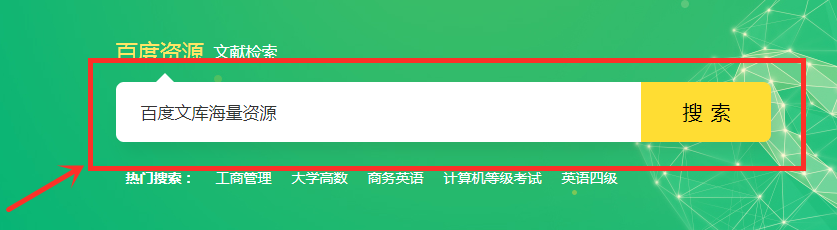 百度资源 文献检索
百度文库海量资源 搜 索
热门搜索： 工商管理 大学高数 商务英语 计算机等级考试 英语四级